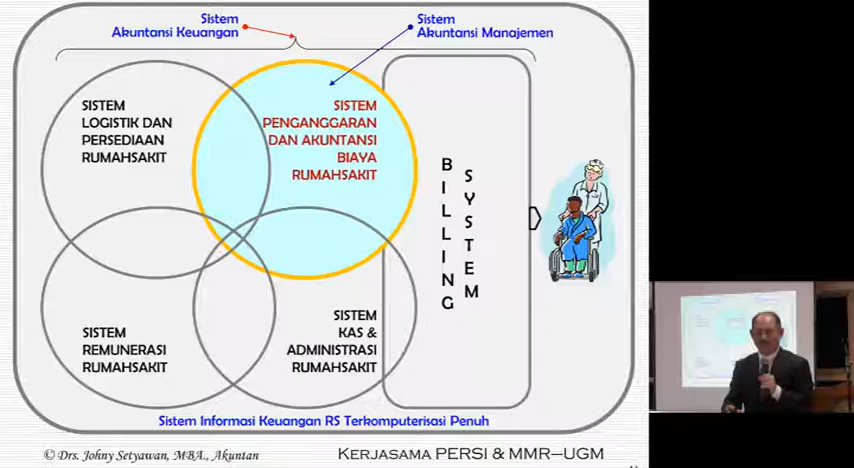 Sistem
Akuntansi Keuangan
Sistem
Akuntansi Manajemen
SISTEM
LOGISTIK DAN
PERSEDIAAN
RUMAHSAKIT
SISTEM
PENGANGGARAN
DAN AKUNTANSI
BIAYA
RUMAHSAKIT
BILLING
SYSTEM
SISTEM
REMUNERASI
RUMAHSAKIT
SISTEM
KAS &
ADMINISTRASI
RUMAHSAKIT
Sistem Informasi Keuangan RS Terkomputerisasi Penuh
© Drs. Johny Setyawan, MBA., Akuntan
KERJASAMA PERSI & MMR–UGM